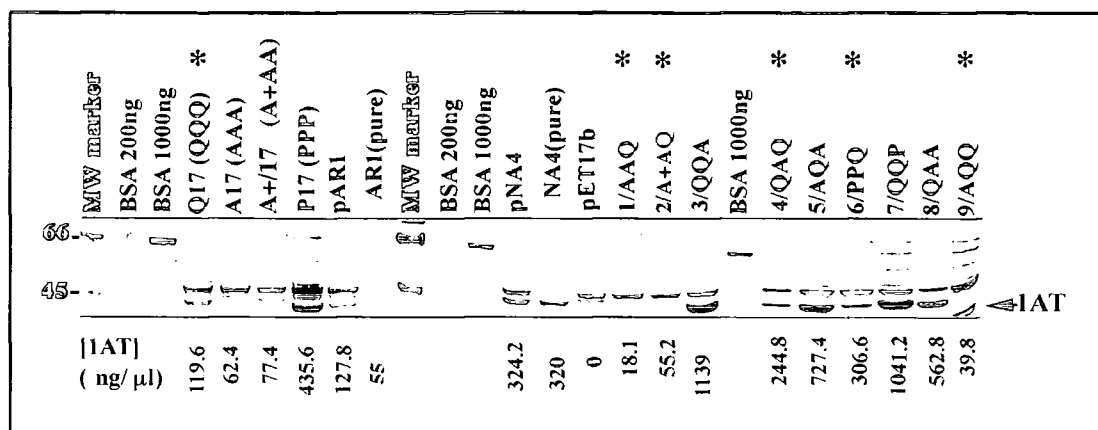 * * * * * *
MW marker
BSA 200ng
BSA 1000ng
Q17 (QQQ)
A17 (AAA)
A+/17 (A+AA)
P17 (PPP)
pAR1
AR1(pure)
MW marker
BSA 200ng
BSA 1000ng
pNA4
NA4(pure)
pET17b
1/AAQ
2/A+AQ
3/QQA
BSA 1000ng
4/QAQ
5/AQA
6/PPQ
7/QQP
8/QAA
9/AQQ
66-
45-
1AT
[1AT]
( ng/ µl)
119.6
62.4
77.4
435.6
127.8
55
324.2
320
0
18.1
55.2
1139
244.8
727.4
306.6
1041.2
562.8
39.8